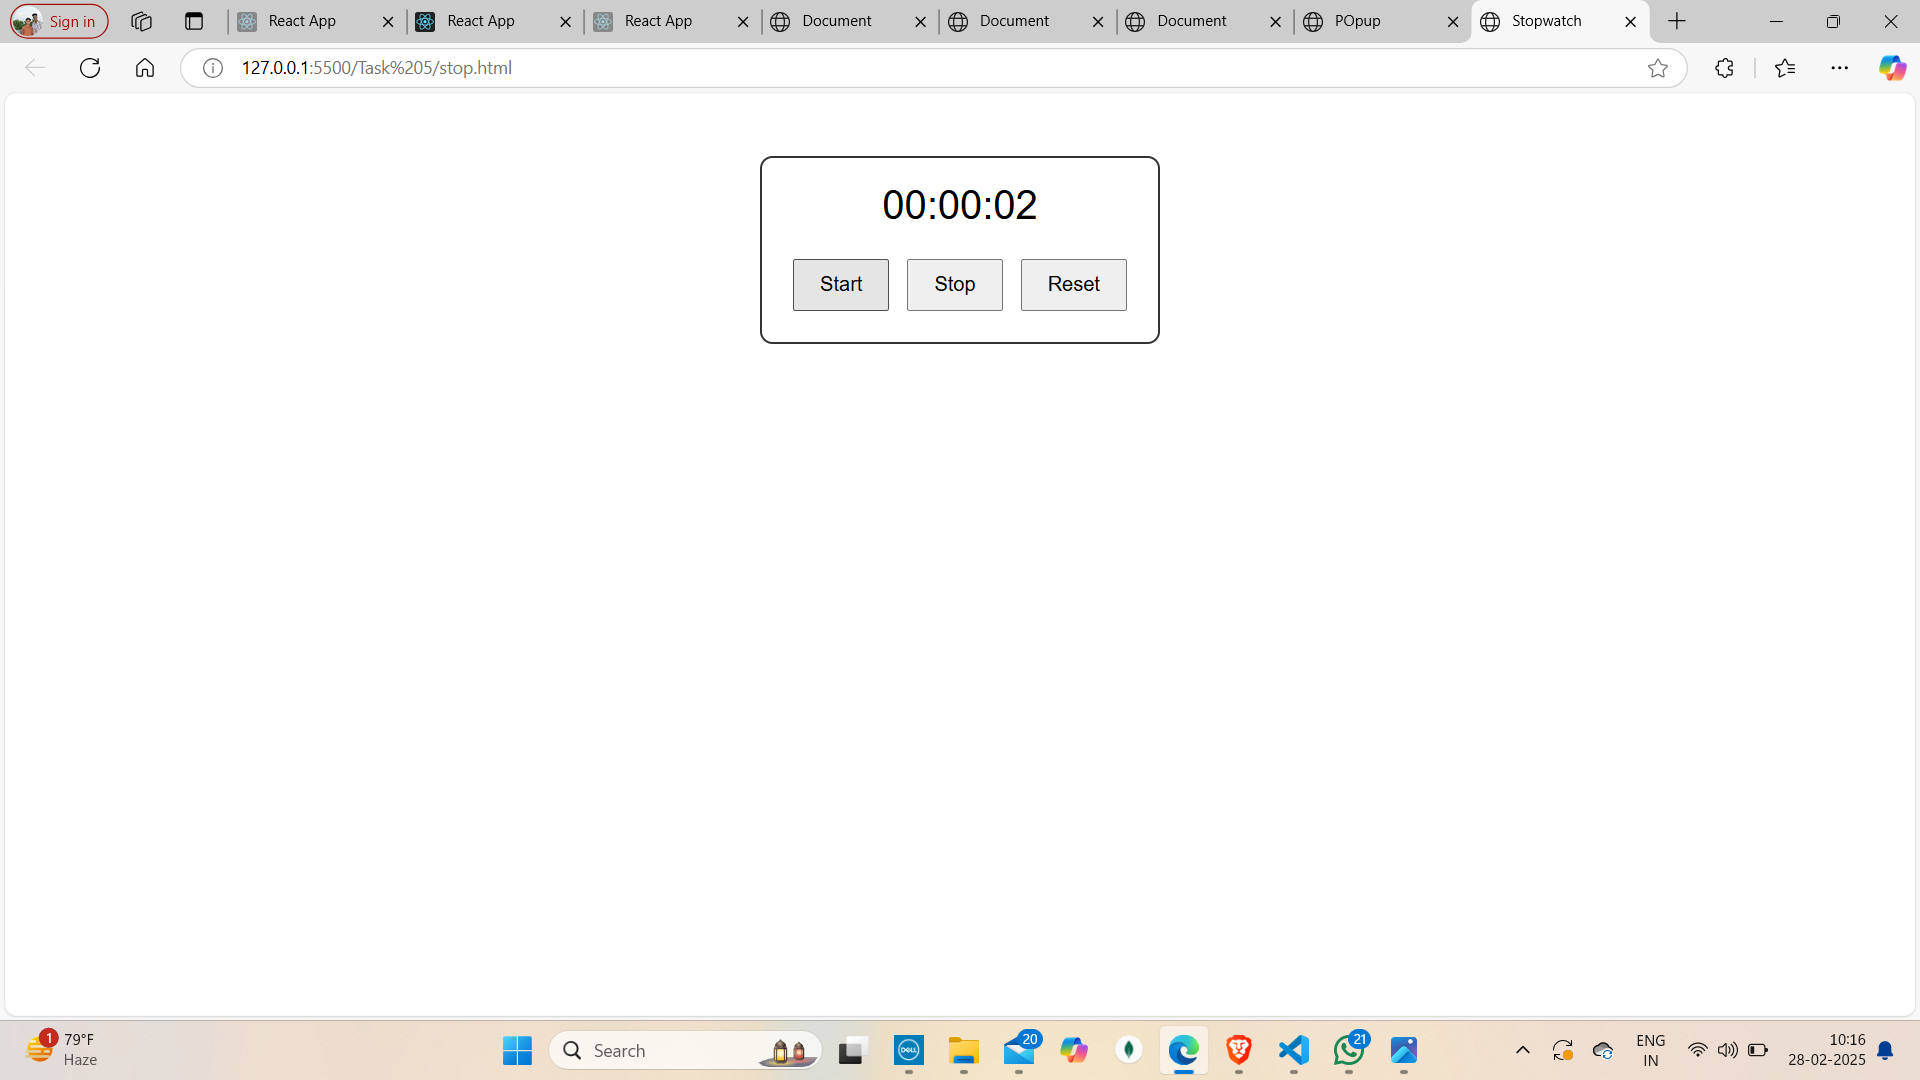 Sign in
React App
React App
React App
Document
Document
Document
POpup
Stopwatch
127.0.0.1:5500/Task%205/stop.html
00:00:02
Start
Stop
Reset
1
79°F
Haze
Search
DELL
20
21
ENG
IN
10:16
28-02-2025